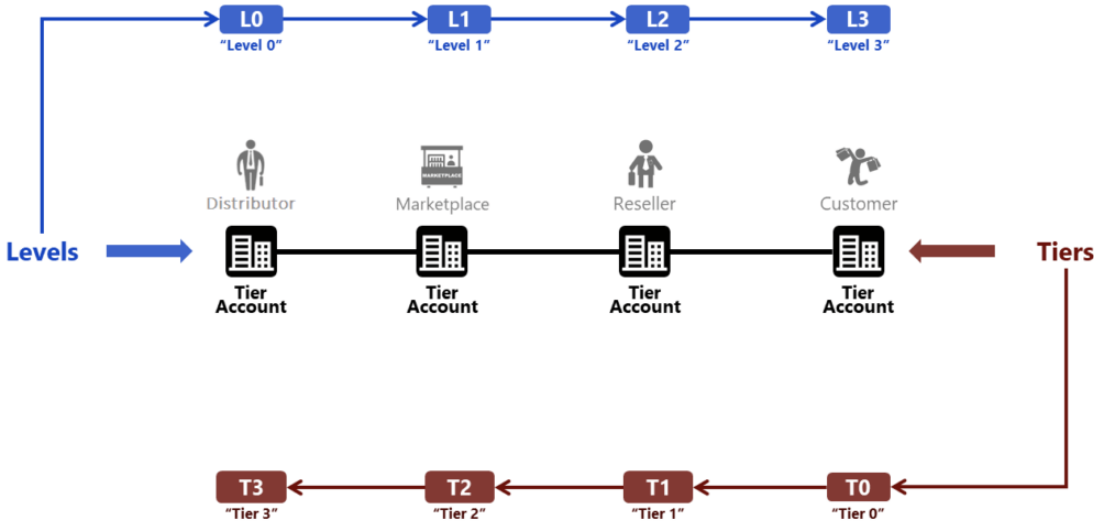 L0 L1 L2 L3
“Level 0” “Level 1” “Level 2” “Level 3”
MARKETPLACE
Distributor Marketplace Reseller Customer
Levels Tiers
Tier Tier Tier Tier
Account Account Account Account
T3 T2 T1 T0
“Tier 3” “Tier 2” “Tier 1” “Tier 0”